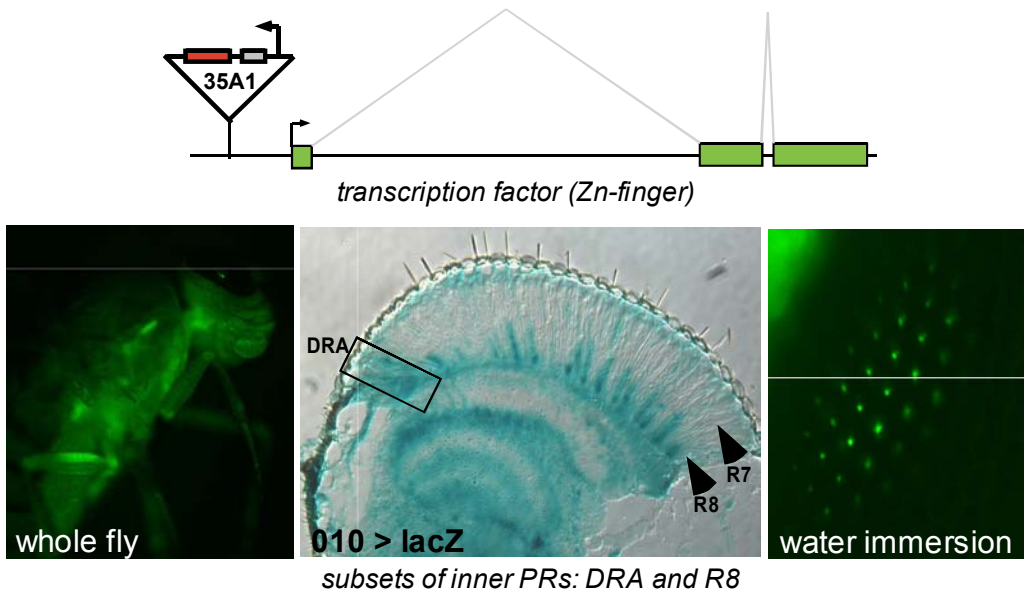 35A1
transcription factor (Zn-finger)
DRA
R7
R8
whole fly
010 > lacZ
water immersion
subsets of inner PRs: DRA and R8